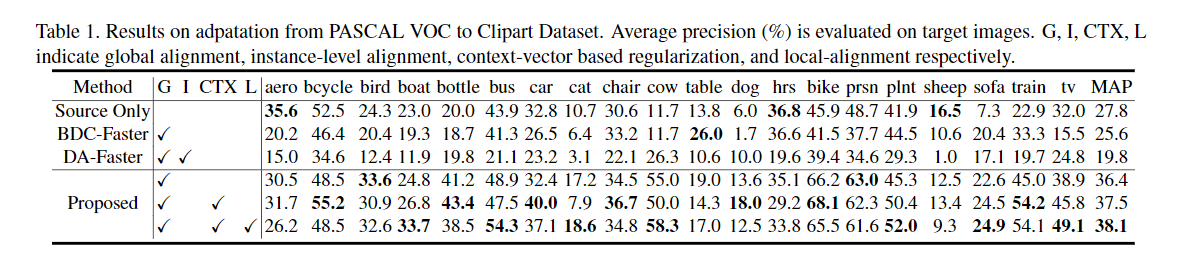 Table 1. Results on adpatation from PASCAL VOC to Clipart Dataset. Average precision (%) is evaluated on target images. G, I, CTX, L
indicate global alignment, instance-level alignment, context-vector based regularization, and local-alignment respectively.
Method G I CTX L aero bcycle bird boat bottle bus car cat chair cow table dog hrs bike prsn plnt sheep sofa train tv MAP
Source Only 35.6 52.5 24.3 23.0 20.0 43.9 32.8 10.7 30.6 11.7 13.8 6.0 36.8 45.9 48.7 41.9 16.5 7.3 22.9 32.0 27.8
BDC-Faster ✓ 20.2 46.4 20.4 19.3 18.7 41.3 26.5 6.4 33.2 11.7 26.0 1.7 36.6 41.5 37.7 44.5 10.6 20.4 33.3 15.5 25.6
DA-Faster ✓ ✓ 15.0 34.6 12.4 11.9 19.8 21.1 23.2 3.1 22.1 26.3 10.6 10.0 19.6 39.4 34.6 29.3 1.0 17.1 19.7 24.8 19.8
✓ 30.5 48.5 33.6 24.8 41.2 48.9 32.4 17.2 34.5 55.0 19.0 13.6 35.1 66.2 63.0 45.3 12.5 22.6 45.0 38.9 36.4
Proposed ✓ ✓ 31.7 55.2 30.9 26.8 43.4 47.5 40.0 7.9 36.7 50.0 14.3 18.0 29.2 68.1 62.3 50.4 13.4 24.5 54.2 45.8 37.5
✓ ✓ ✓ 26.2 48.5 32.6 33.7 38.5 54.3 37.1 18.6 34.8 58.3 17.0 12.5 33.8 65.5 61.6 52.0 9.3 24.9 54.1 49.1 38.1